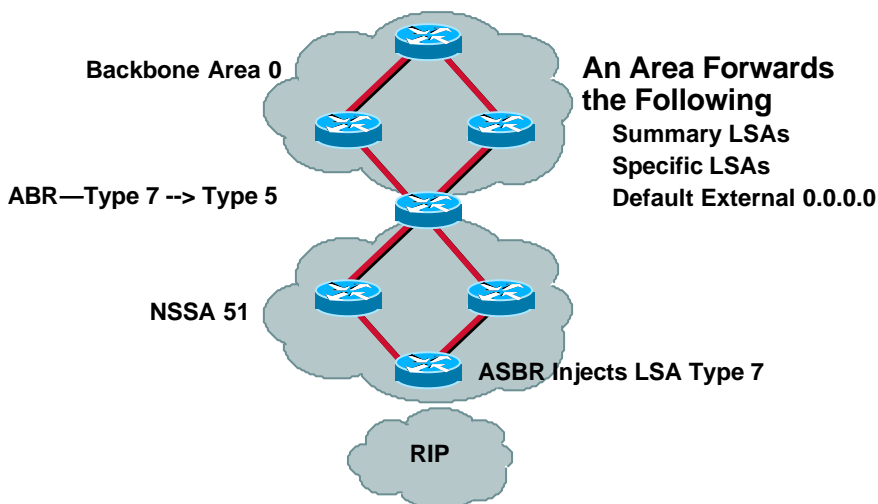 Backbone Area 0
An Area Forwards
the Following
Summary LSAs
Specific LSAs
Default External 0.0.0.0
ABR—Type 7 --> Type 5
NSSA 51
ASBR Injects LSA Type 7
RIP